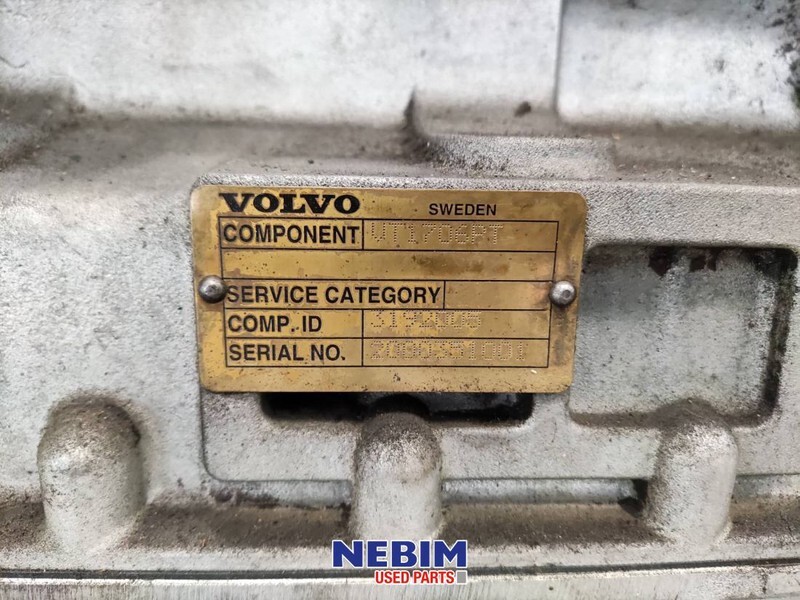 VOLVO SWEDEN
COMPONENT VT1706PT
SERVICE CATEGORY
COMP. ID 3192005
SERIAL NO.
NEBIM
USED PARTS